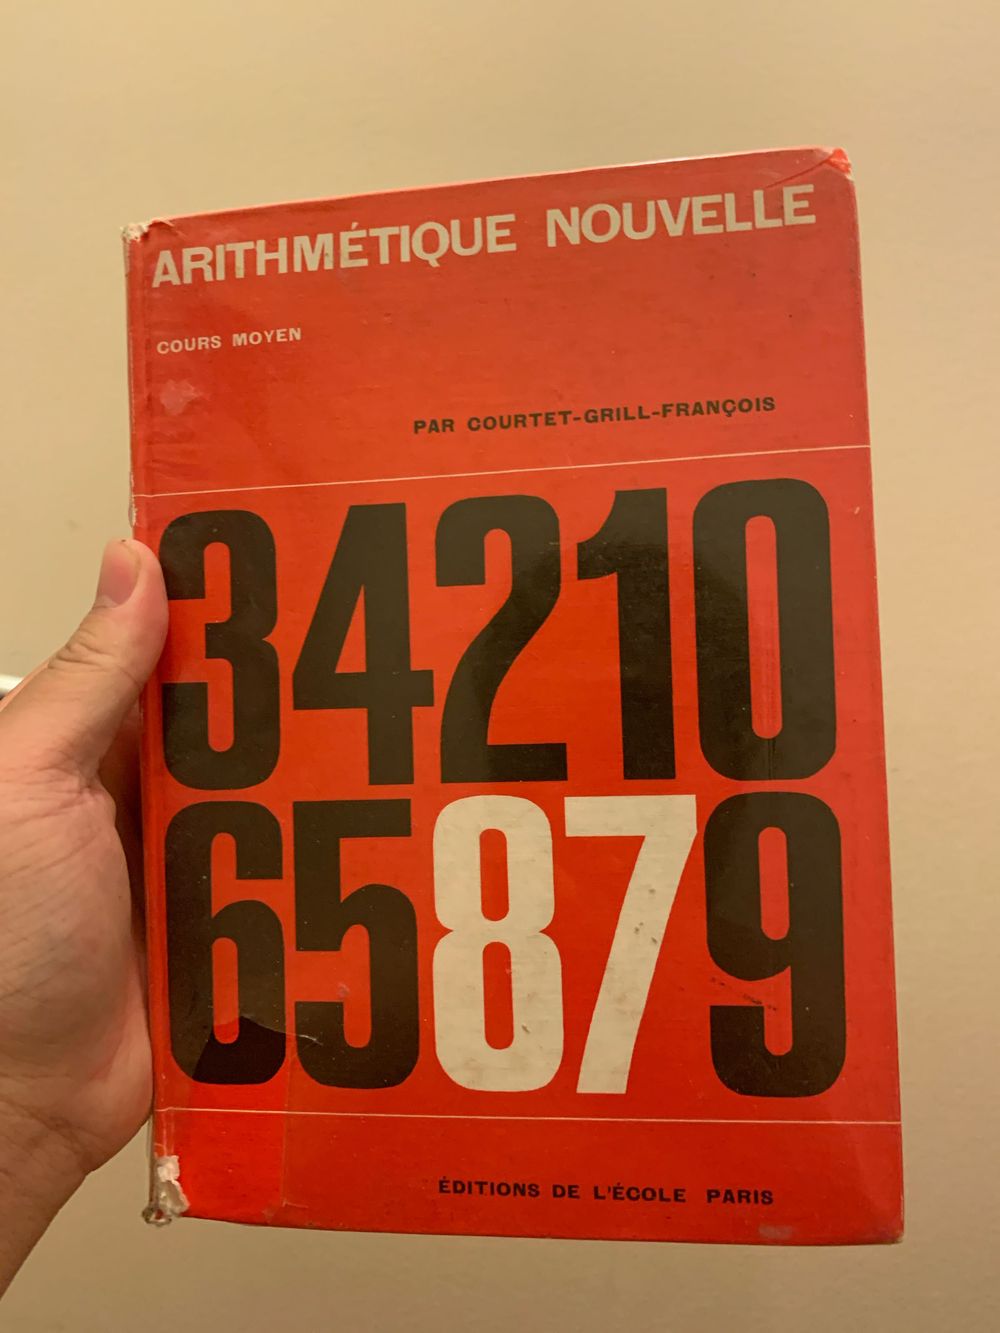 ARITHMÉTIQUE NOUVELLE
COURS MOYEN
PAR COURTET-GRILL-FRANÇOIS
34210
65879
ÉDITIONS DE L'ÉCOLE PARIS